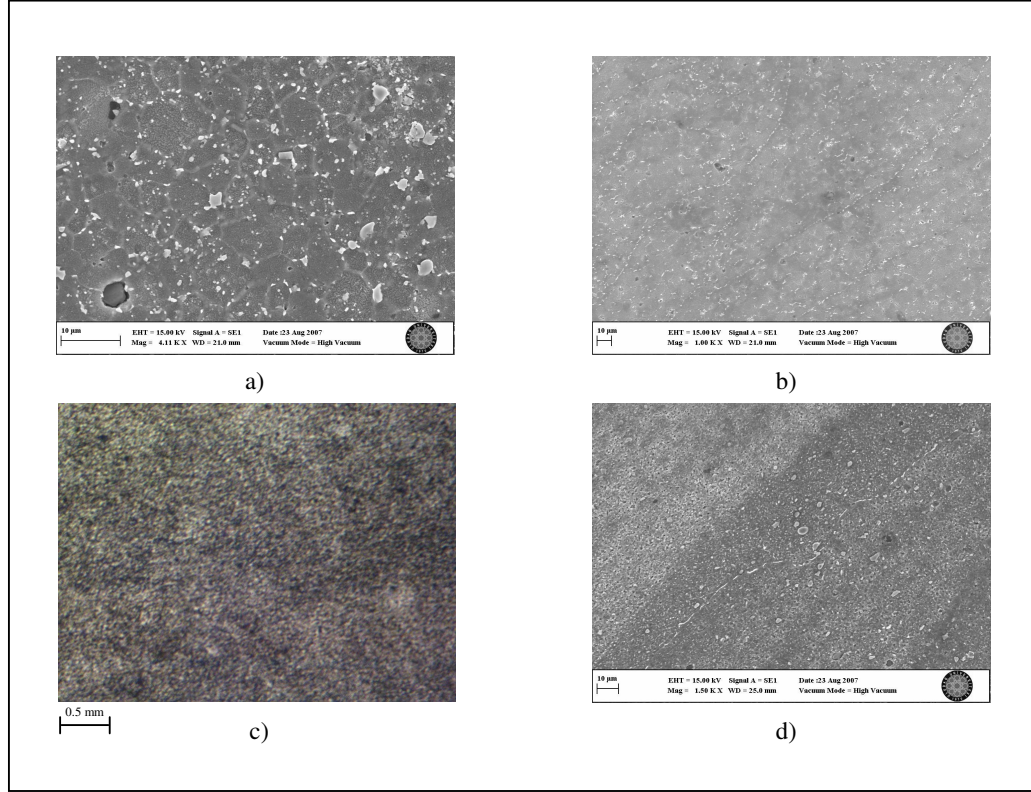 10 µm
EHT = 15.00 kV Signal A = SE1 Date :23 Aug 2007
Mag = 4.11 K X WD = 21.0 mm Vacuum Mode = High Vacuum
a)
10 µm
EHT = 15.00 kV Signal A = SE1 Date :23 Aug 2007
Mag = 1.00 K X WD = 21.0 mm Vacuum Mode = High Vacuum
b)
0.5 mm
c)
10 µm
EHT = 15.00 kV Signal A = SE1 Date :23 Aug 2007
Mag = 1.50 K X WD = 25.0 mm Vacuum Mode = High Vacuum
d)